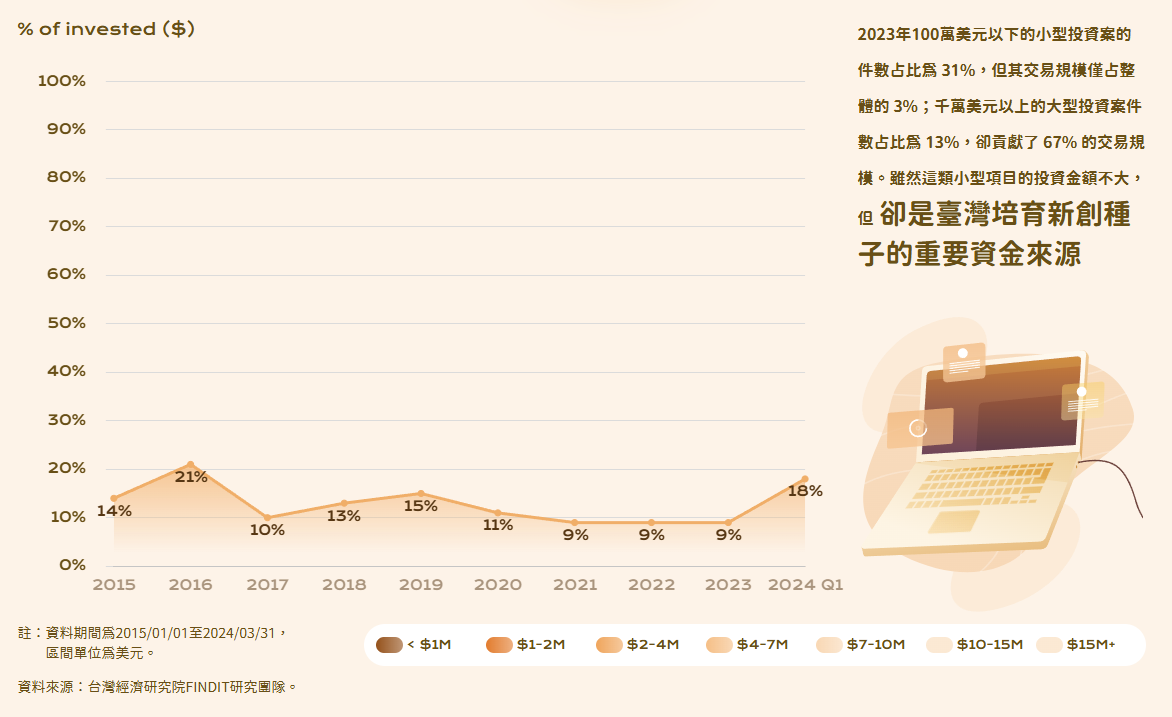 % of invested ($)
100%
90%
80%
70%
60%
50%
40%
30%
20%
10%
0%
14%
21%
10%
13%
15%
11%
9%
9%
9%
18%
2015
2016
2017
2018
2019
2020
2021
2022
2023
2024 Q1
2023年100萬美元以下的小型投資案的
件數占比為 31%，但其交易規模僅占整
體的 3%；千萬美元以上的大型投資案件
數占比為 13%，卻貢獻了 67% 的交易規
模。雖然這類小型項目的投資金額不大，
但 卻是臺灣培育新創種
子的重要資金來源
註：資料期間為2015/01/01至2024/03/31，
區間單位為美元。
資料來源：台灣經濟研究院FINDIT研究團隊。
< $1M
$1-2M
$2-4M
$4-7M
$7-10M
$10-15M
$15M+